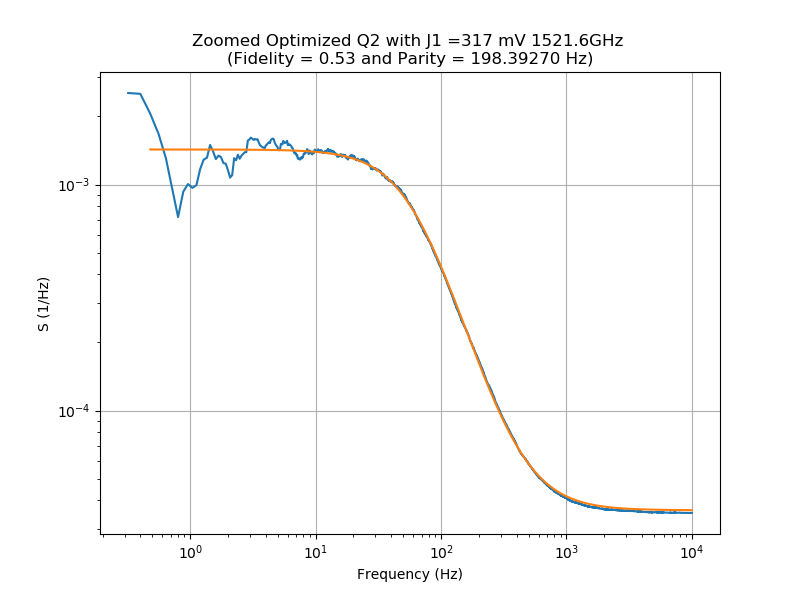 Zoomed Optimized Q2 with J1 =317 mV 1521.6GHz
(Fidelity = 0.53 and Parity = 198.39270 Hz)
10⁻³
10⁻⁴
S (1/Hz)
10⁰ 10¹ 10² 10³ 10⁴
Frequency (Hz)